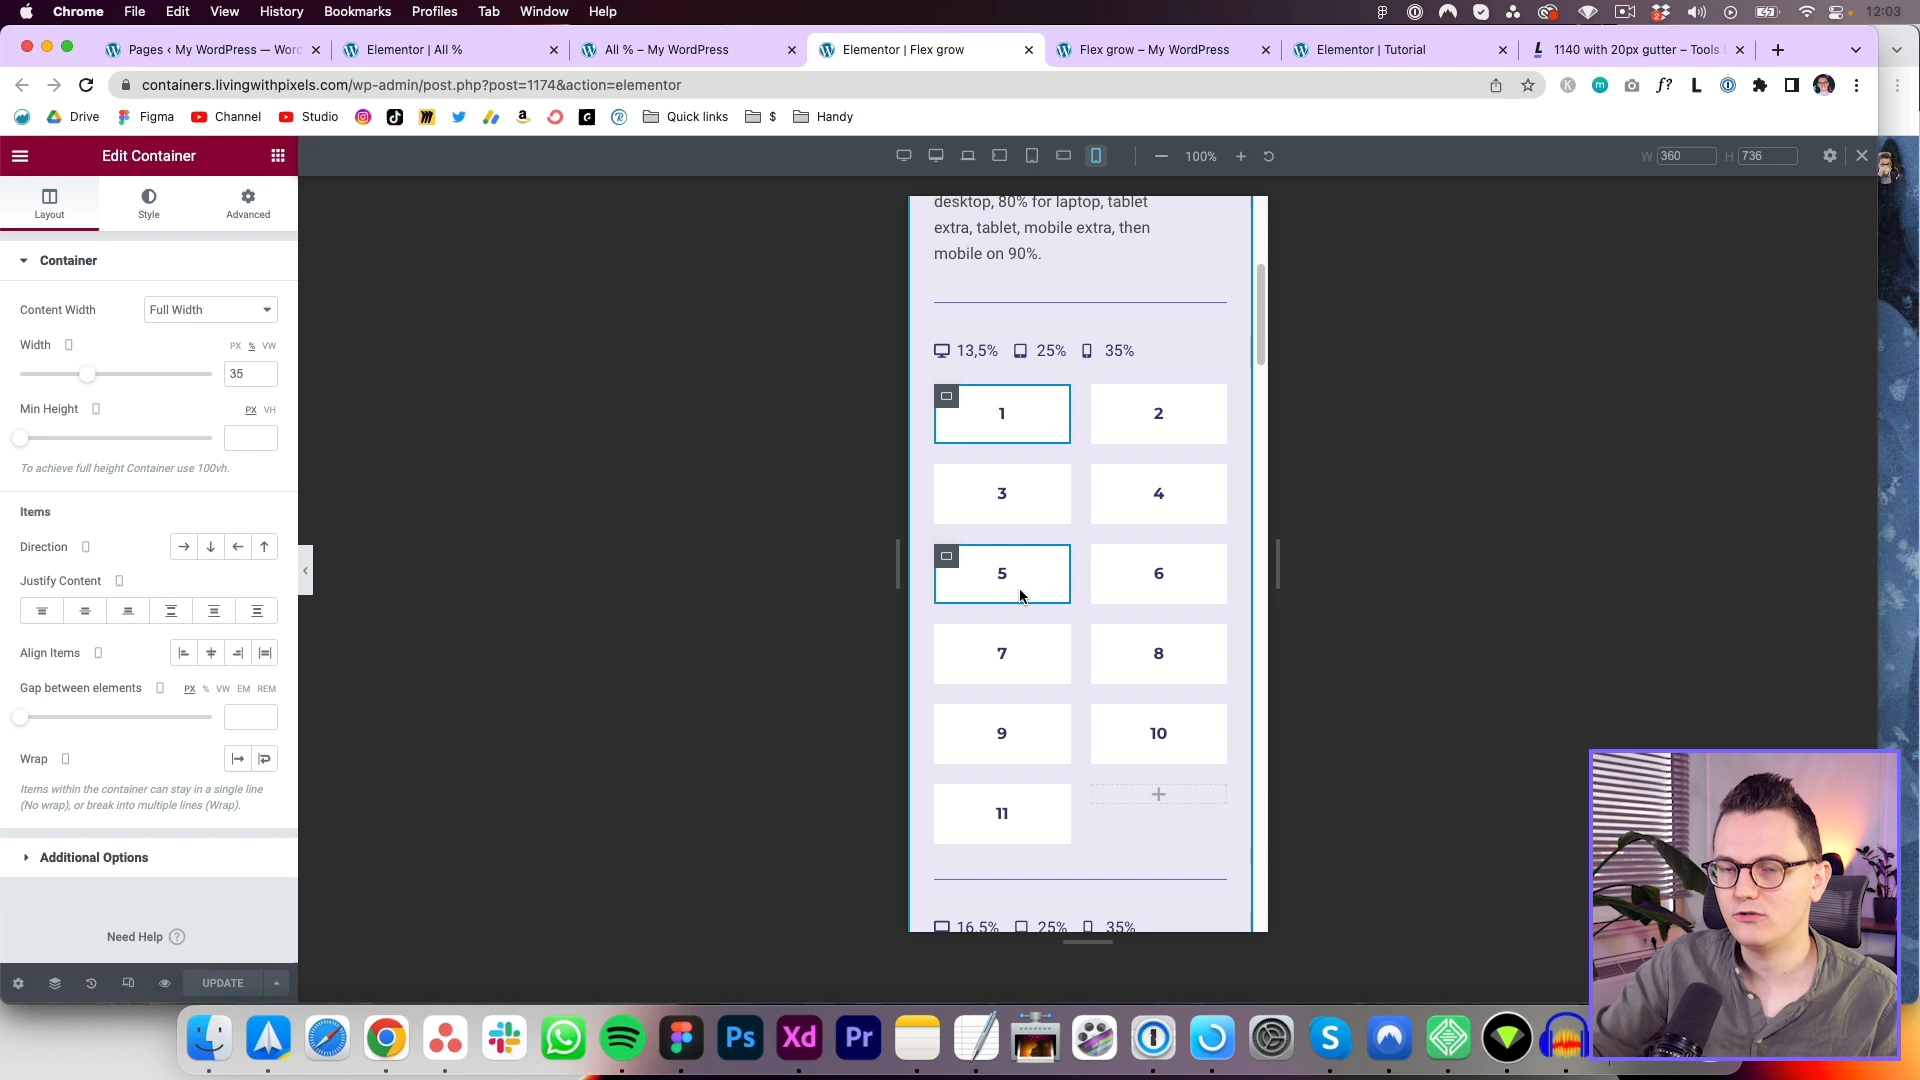 Chrome File Edit View History Bookmarks Profiles Tab Window Help 12:03
Pages ‹ My WordPress — Word Elementor | All % All % – My WordPress Elementor | Flex grow Flex grow – My WordPress Elementor | Tutorial 1140 with 20px gutter – Tools
containers.livingwithpixels.com/wp-admin/post.php?post=1174&action=elementor
Drive Figma Channel Studio Quick links $ Handy
Edit Container 100% W 360 H 736
Layout Style Advanced
Container
Content Width Full Width
Width PX % VW
35
Min Height PX VH
To achieve full height Container use 100vh.
Items
Direction
Justify Content
Align Items
Gap between elements PX % VW EM REM
Wrap
Items within the container can stay in a single line
(No wrap), or break into multiple lines (Wrap).
Additional Options
Need Help ?
UPDATE
desktop, 80% for laptop, tablet
extra, tablet, mobile extra, then
mobile on 90%.
13,5% 25% 35%
1 2
3 4
5 6
7 8
9 10
11
16,5% 25% 35%
Ps Xd Pr